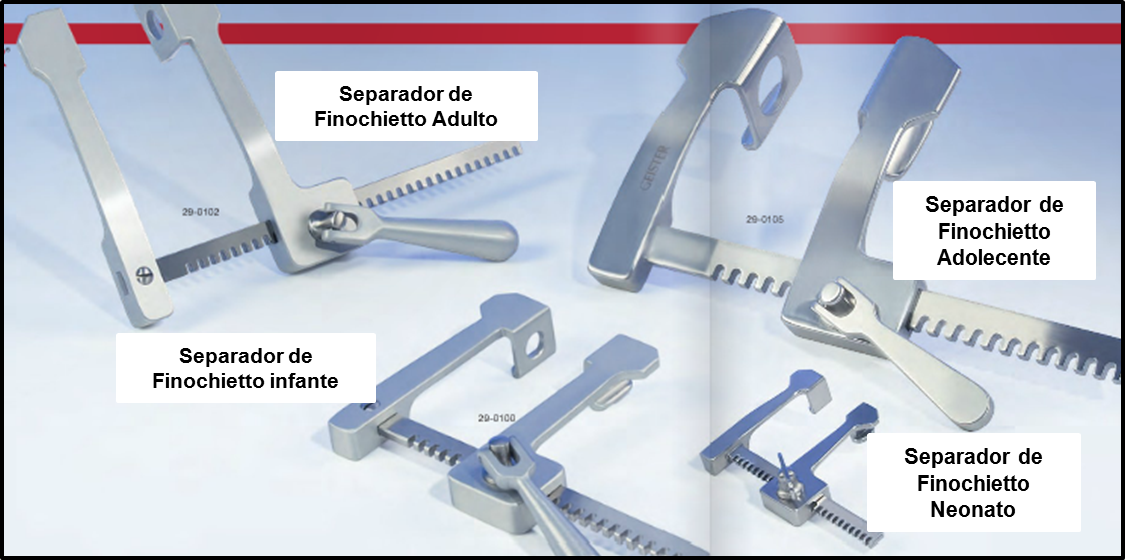 Separador de
Finochietto Adulto
29-0102
GEISTER
29-0105
Separador de
Finochietto
Adolecente
Separador de
Finochietto infante
29-0100
Separador de
Finochietto
Neonato